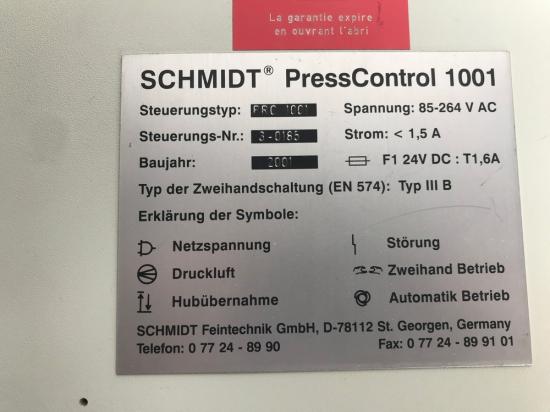 La garantie expire
en ouvrant l'abri
SCHMIDT® PressControl 1001
Steuerungstyp: PRC 1001 Spannung: 85-264 V AC
Steuerungs-Nr.: 3-0185 Strom: < 1,5 A
Baujahr: 2001 F1 24V DC : T1,6A
Typ der Zweihandschaltung (EN 574): Typ III B
Erklärung der Symbole:
Netzspannung Störung
Druckluft Zweihand Betrieb
Hubübernahme Automatik Betrieb
SCHMIDT Feintechnik GmbH, D-78112 St. Georgen, Germany
Telefon: 0 77 24 - 89 90 Fax: 0 77 24 - 89 91 01